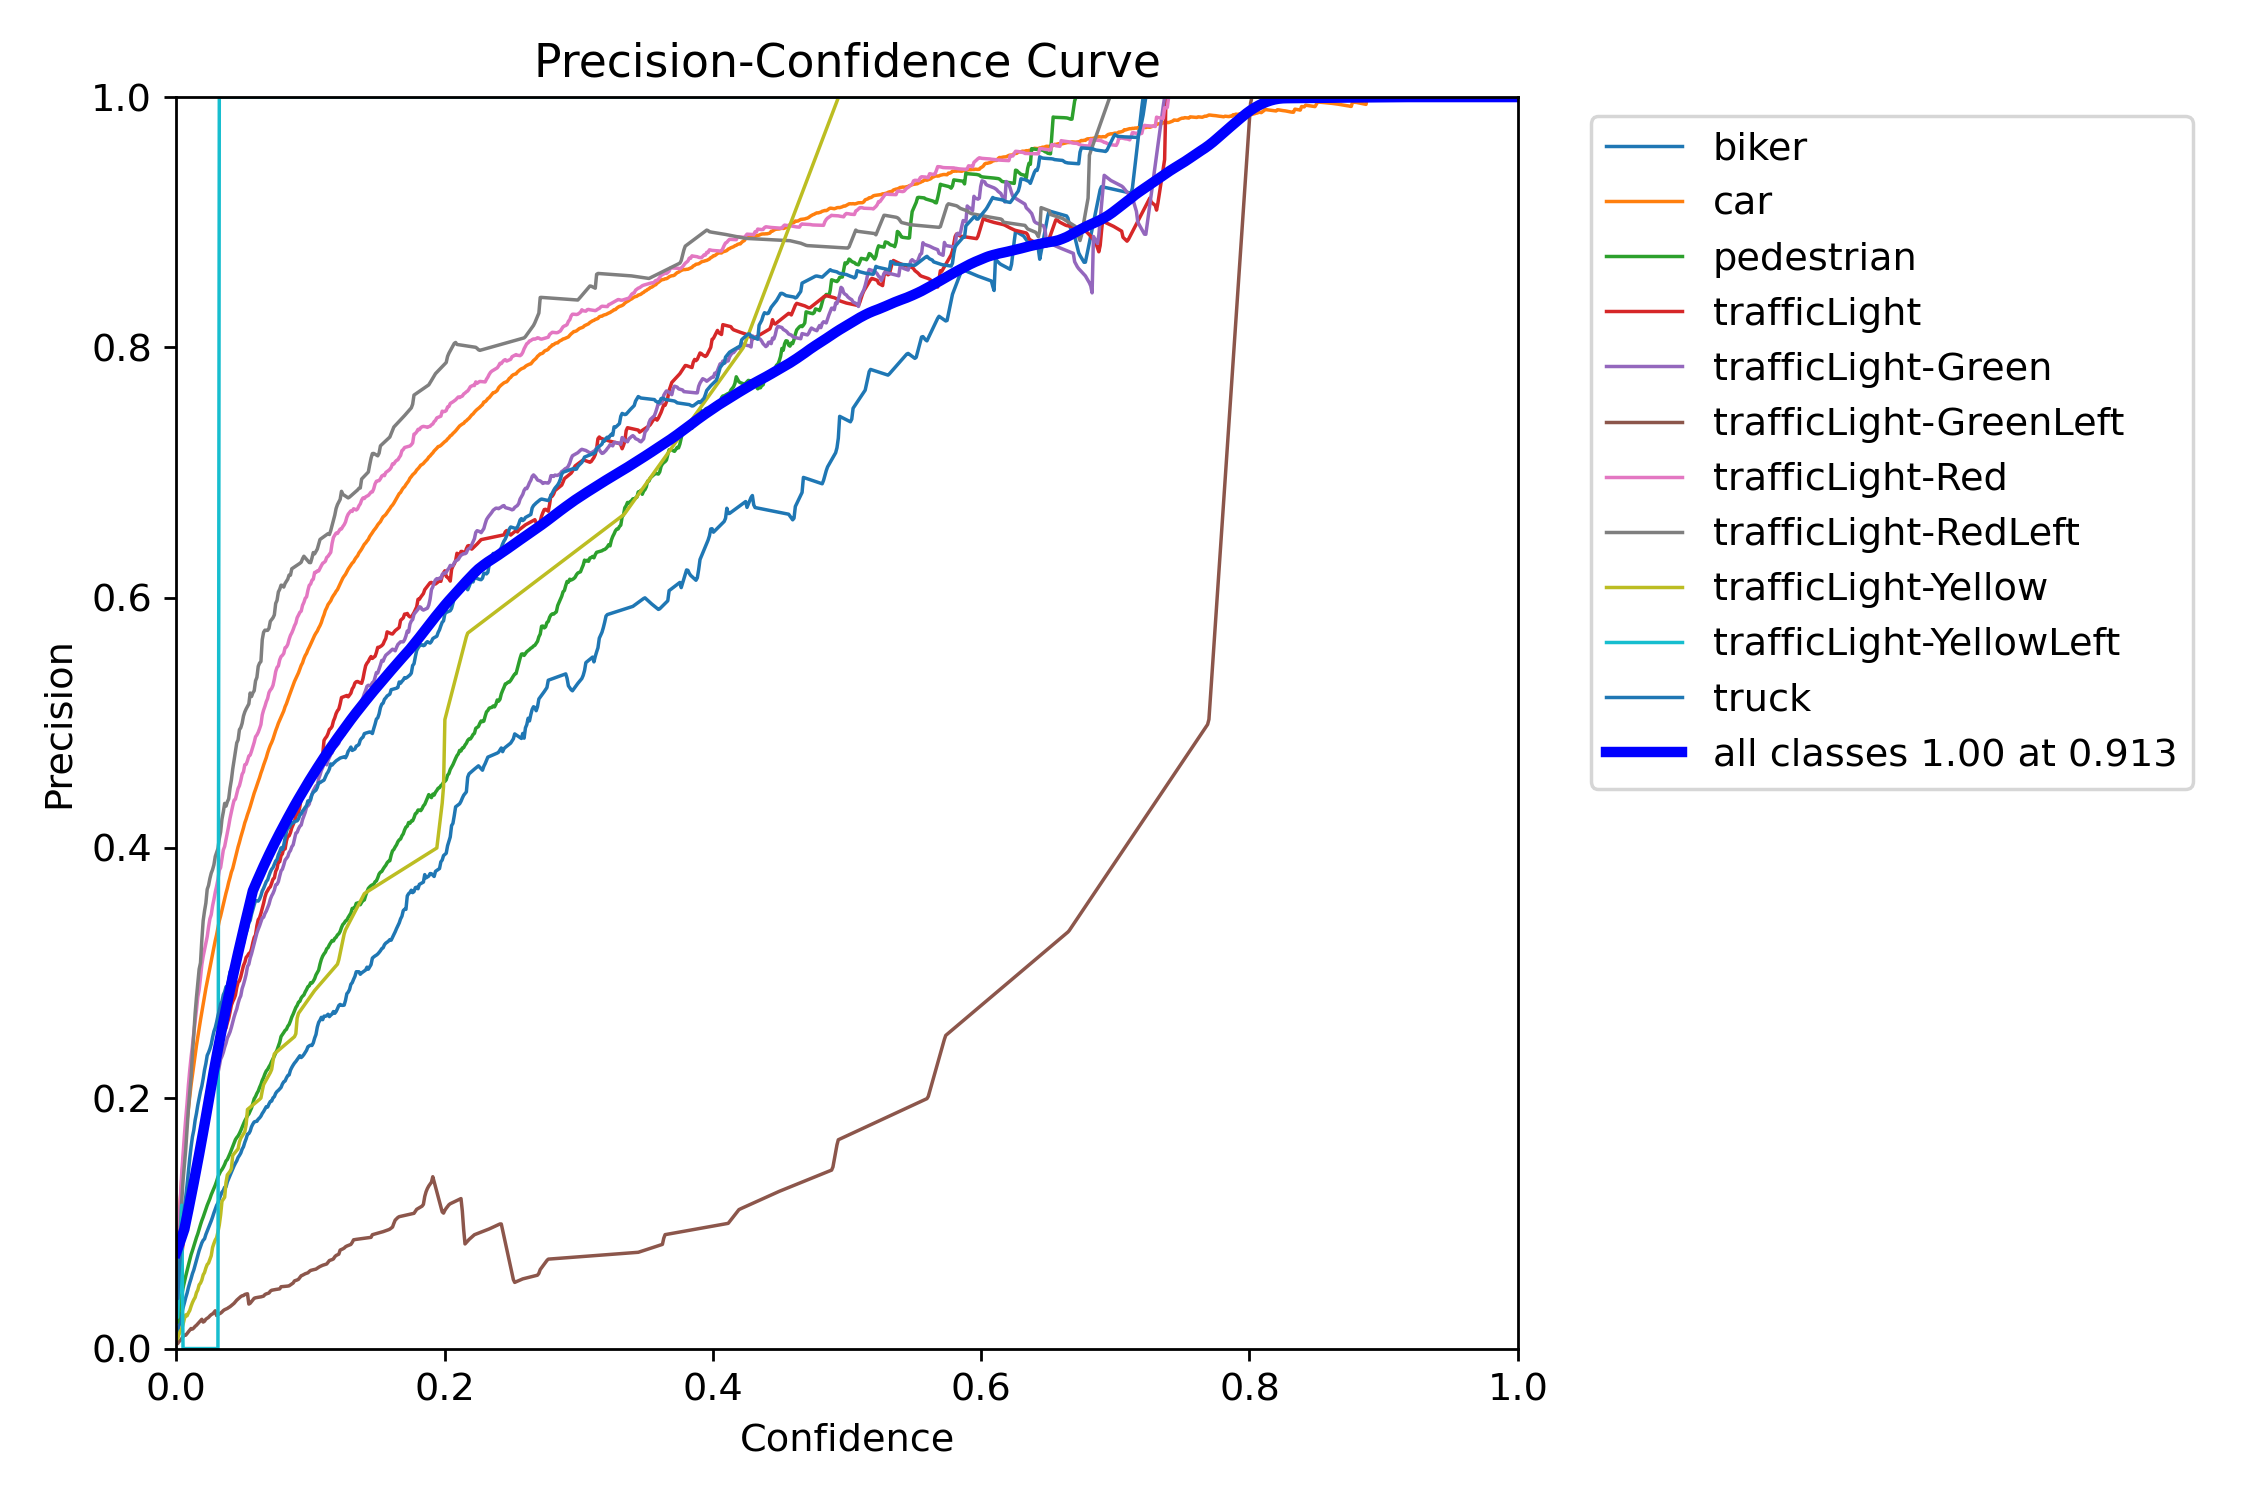 Precision-Confidence Curve
1.0
0.8
0.6
0.4
0.2
0.0
Precision
0.0 0.2 0.4 0.6 0.8 1.0
Confidence
biker
car
pedestrian
trafficLight
trafficLight-Green
trafficLight-GreenLeft
trafficLight-Red
trafficLight-RedLeft
trafficLight-Yellow
trafficLight-YellowLeft
truck
all classes 1.00 at 0.913